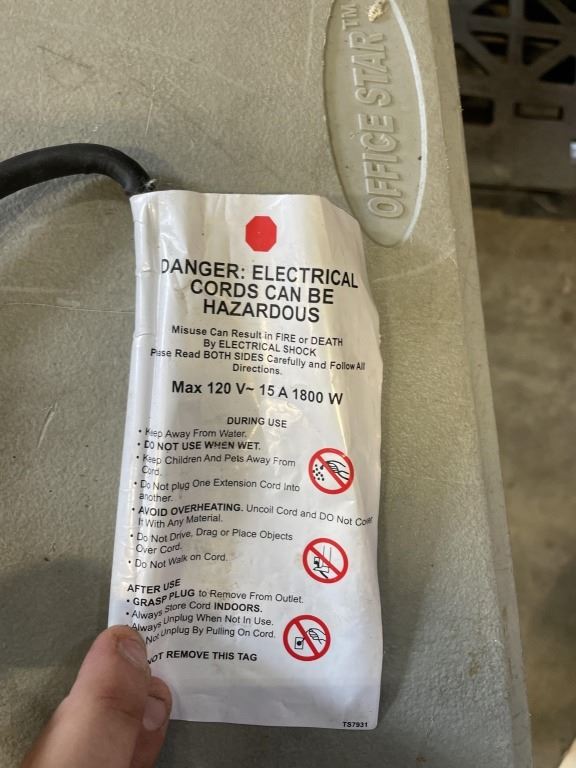 OFFICE STAR™
DANGER: ELECTRICAL
CORDS CAN BE
HAZARDOUS
Misuse Can Result in FIRE or DEATH
By ELECTRICAL SHOCK
Pase Read BOTH SIDES Carefully and Follow All
Directions.
Max 120 V~ 15 A 1800 W
DURING USE
• Keep Away From Water.
• DO NOT USE WHEN WET.
• Keep Children And Pets Away From
Cord.
• Do Not plug One Extension Cord Into
another.
• AVOID OVERHEATING. Uncoil Cord and DO Not Cover
It With Any Material.
• Do Not Drive, Drag or Place Objects
Over Cord.
• Do Not Walk on Cord.
AFTER USE
• GRASP PLUG to Remove From Outlet.
• Always Store Cord INDOORS.
Always Unplug When Not In Use.
Not Unplug By Pulling On Cord.
NOT REMOVE THIS TAG
TS7931